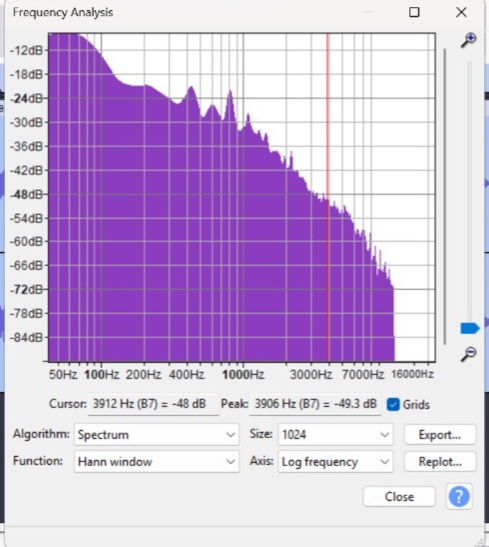 Frequency Analysis
-12dB
-18dB
-24dB
-30dB
-36dB
-42dB
-48dB
-54dB
-60dB
-66dB
-72dB
-78dB
-84dB
50Hz 100Hz 200Hz 400Hz 1000Hz 3000Hz 7000Hz 16000Hz
Cursor: 3912 Hz (B7) = -48 dB Peak: 3906 Hz (B7) = -49.3 dB Grids
Algorithm: Spectrum Size: 1024 Export...
Function: Hann window Axis: Log frequency Replot...
Close ?